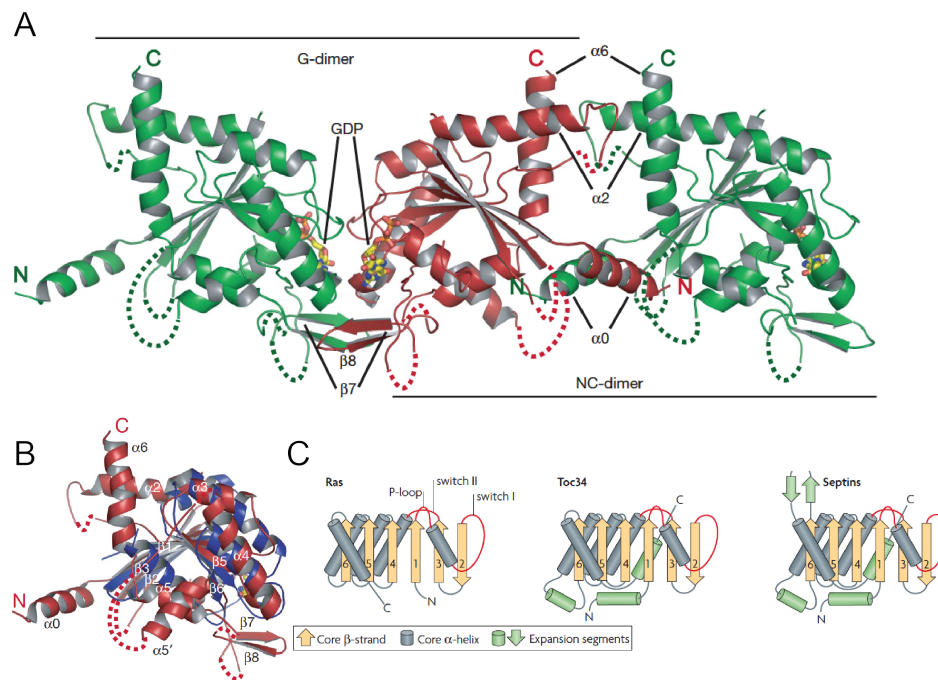 A
G-dimer
C
C
α6
C
GDP
α2
N
N
N
α0
β8
β7
NC-dimer
B
C
α6
α2
α3
β1
α4
β5
β3
β2
α5
β6
N
α0
β7
α5′
β8
C
Ras
switch II
P-loop
switch I
6
5
4
1
3
2
C
N
Toc34
C
6
5
4
1
3
2
N
Septins
C
6
5
4
1
3
2
N
Core β-strand
Core α-helix
Expansion segments